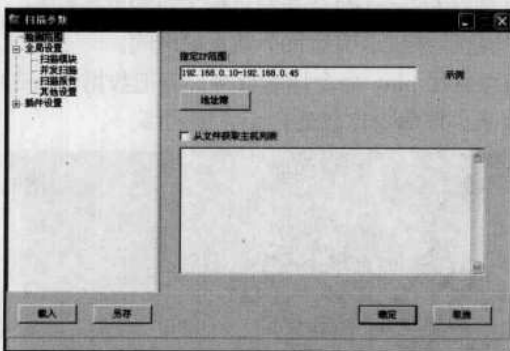 扫描参数
检测范围
全局设置
扫描模块
并发扫描
扫描报告
其他设置
插件设置
指定IP范围:
192.168.0.10-192.168.0.45
示例
地址簿
从文件获取主机列表
载入
另存
确定
取消